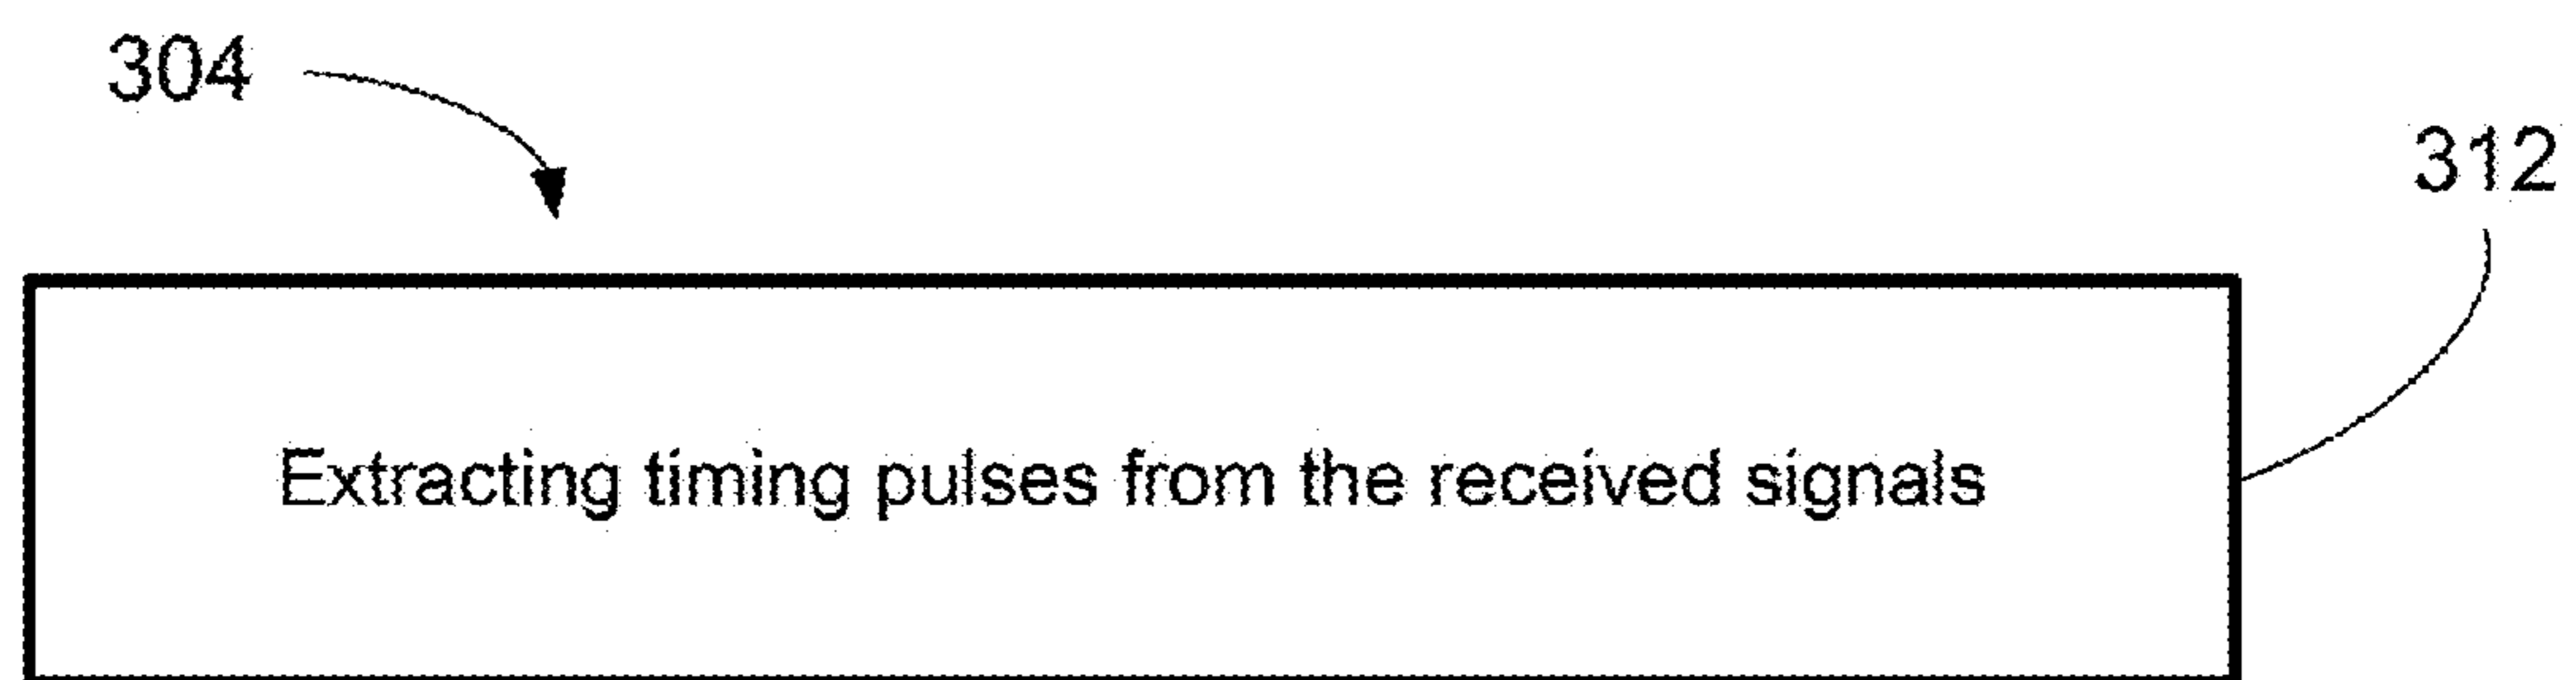 304
312
Extracting timing pulses from the received signals